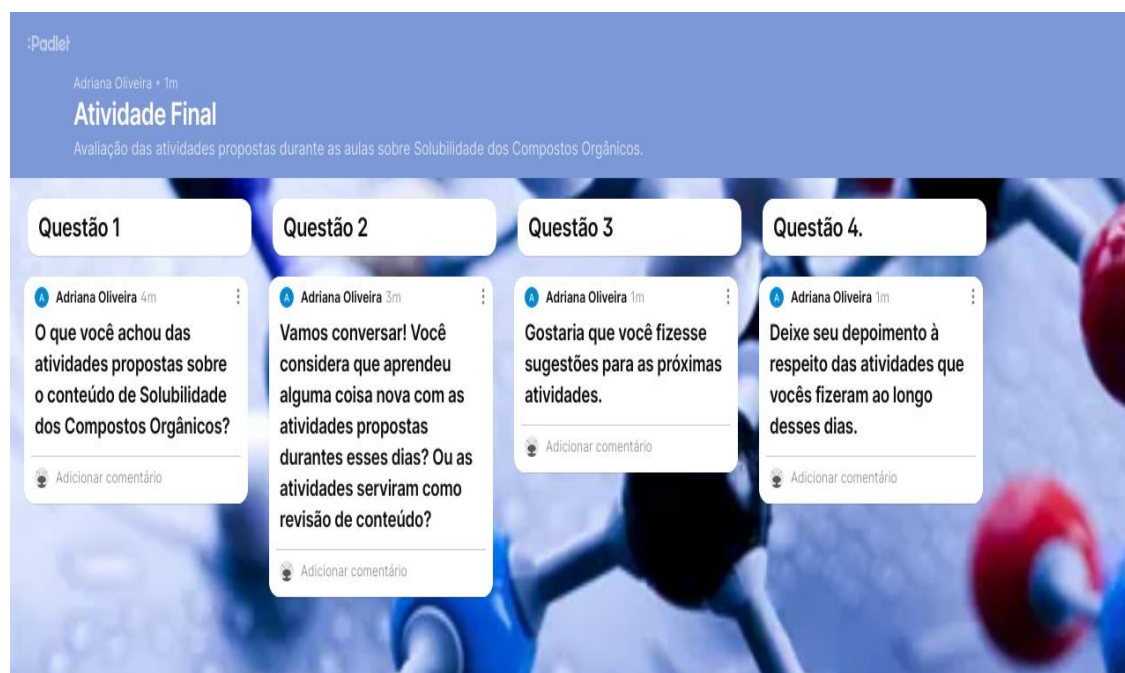 :Padlet
Adriana Oliveira • 1m
Atividade Final
Avaliação das atividades propostas durante as aulas sobre Solubilidade dos Compostos Orgânicos.
Questão 1
Adriana Oliveira 4m
O que você achou das
atividades propostas sobre
o conteúdo de Solubilidade
dos Compostos Orgânicos?
Adicionar comentário
Questão 2
Adriana Oliveira 3m
Vamos conversar! Você
considera que aprendeu
alguma coisa nova com as
atividades propostas
durantes esses dias? Ou as
atividades serviram como
revisão de conteúdo?
Adicionar comentário
Questão 3
Adriana Oliveira 1m
Gostaria que você fizesse
sugestões para as próximas
atividades.
Adicionar comentário
Questão 4.
Adriana Oliveira 1m
Deixe seu depoimento à
respeito das atividades que
vocês fizeram ao longo
desses dias.
Adicionar comentário